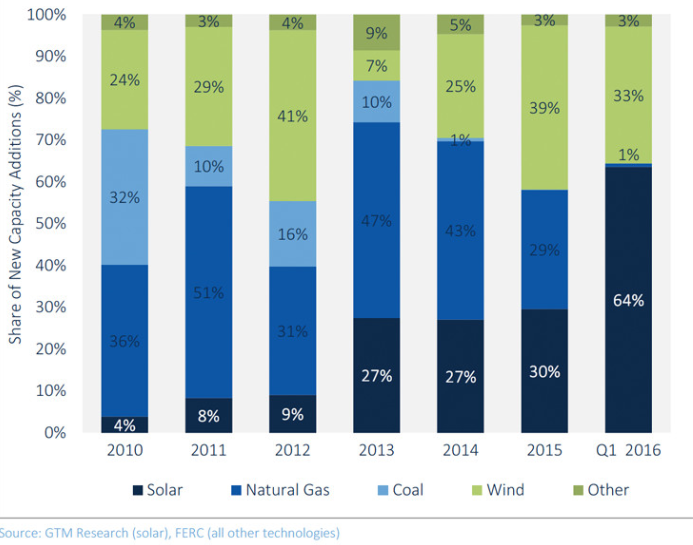 Share of New Capacity Additions (%)
100%
90%
80%
70%
60%
50%
40%
30%
20%
10%
0%
4% 3% 4% 9% 5% 3% 3%
24% 29% 41% 7% 25% 39% 33%
32% 10% 16% 10% 1% 1%
36% 51% 31% 47% 43% 29%
4% 8% 9% 27% 27% 30% 64%
2010 2011 2012 2013 2014 2015 Q1 2016
Solar Natural Gas Coal Wind Other
Source: GTM Research (solar), FERC (all other technologies)